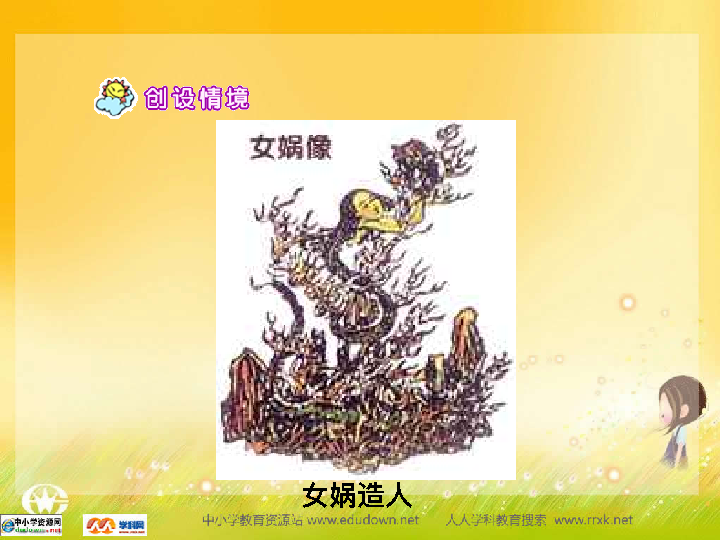 创设情境
女娲像
女娲造人
中小学资源网
学科网
中小学教育资源站 www.edudown.net 人人学科教育搜索 www.rrxk.net